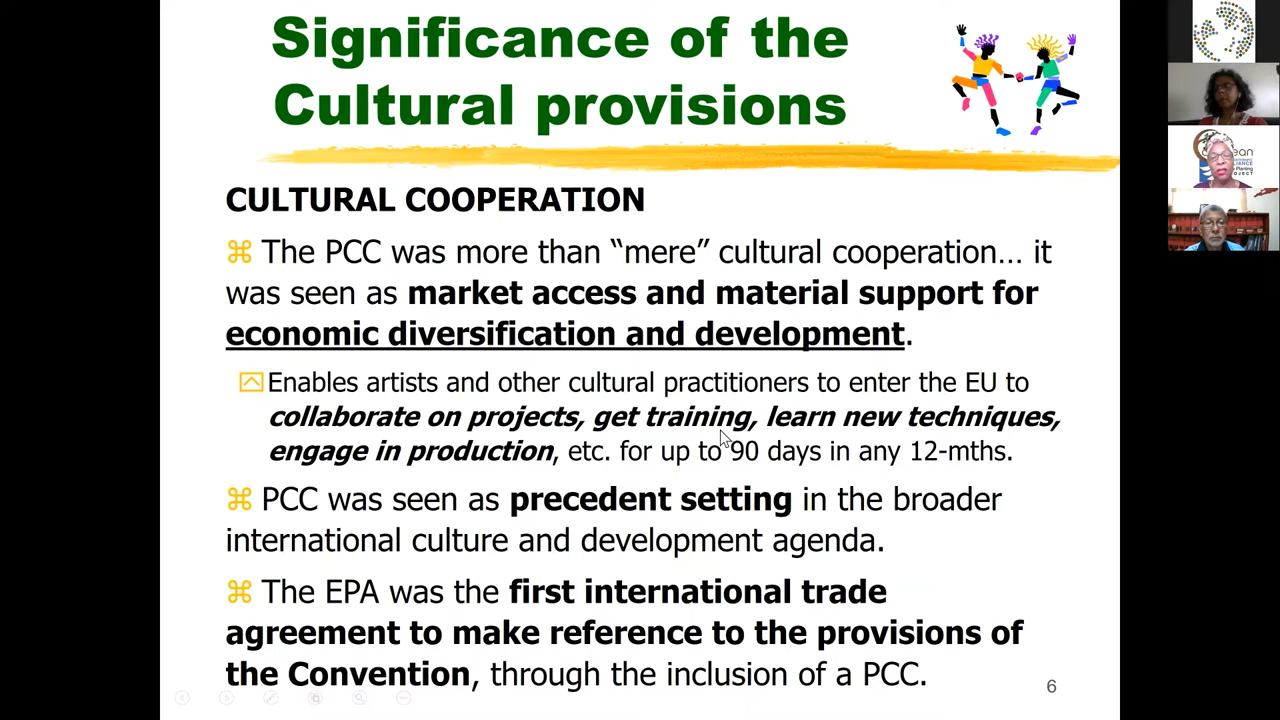 Significance of the
Cultural provisions
CULTURAL COOPERATION
The PCC was more than “mere” cultural cooperation… it
was seen as market access and material support for
economic diversification and development.
Enables artists and other cultural practitioners to enter the EU to
collaborate on projects, get training, learn new techniques,
engage in production, etc. for up to 90 days in any 12-mths.
PCC was seen as precedent setting in the broader
international culture and development agenda.
The EPA was the first international trade
agreement to make reference to the provisions of
the Convention, through the inclusion of a PCC.
6